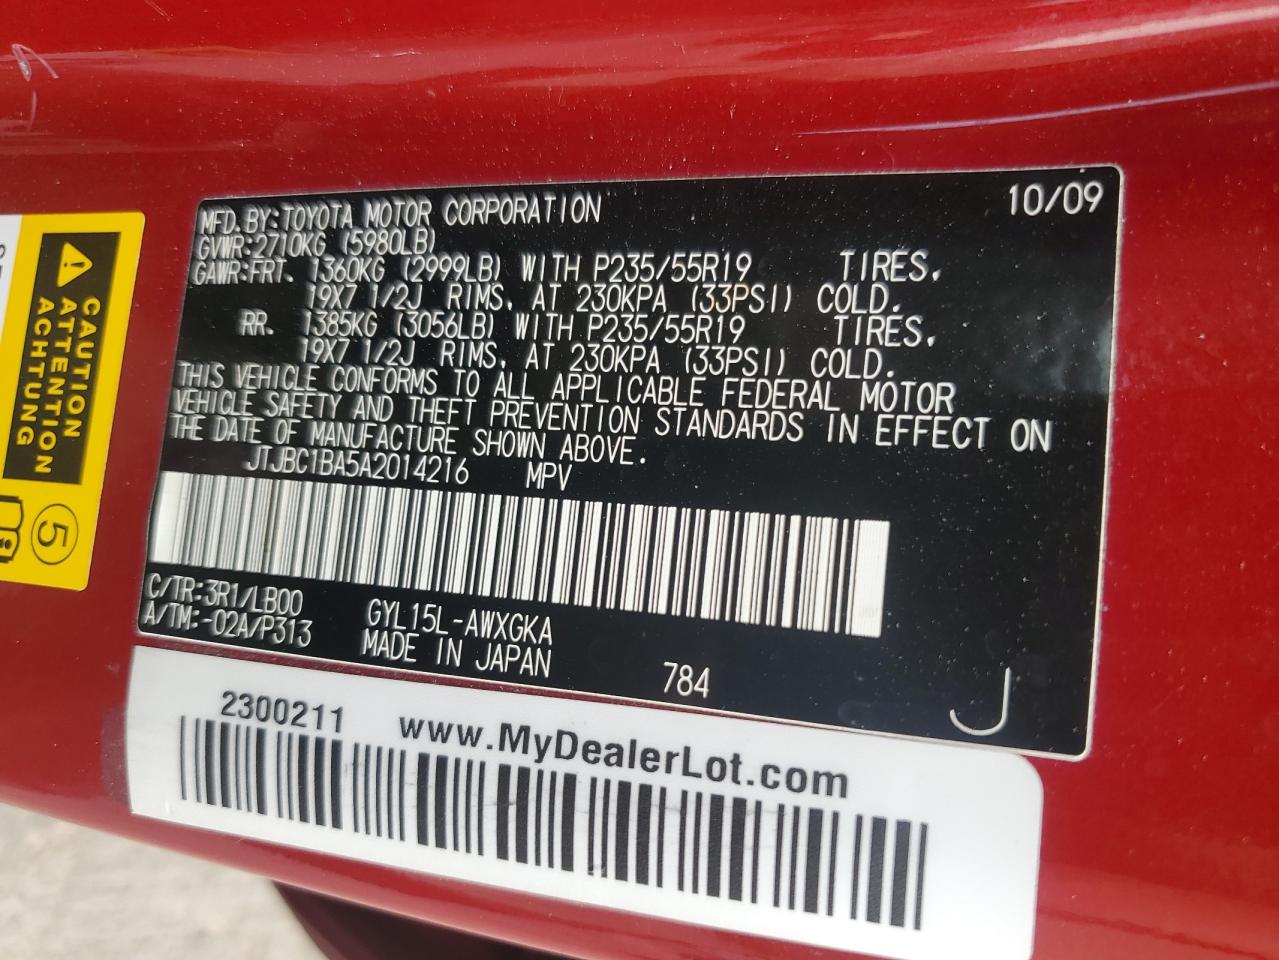 10/09
MFD.BY:TOYOTA MOTOR CORPORATION
GVWR:2710KG (5980LB)
GAWR:FRT. 1360KG (2999LB) WITH P235/55R19 TIRES,
19X7 1/2J RIMS, AT 230KPA (33PSI) COLD.
RR. 1385KG (3056LB) WITH P235/55R19 TIRES,
19X7 1/2J RIMS, AT 230KPA (33PSI) COLD.
THIS VEHICLE CONFORMS TO ALL APPLICABLE FEDERAL MOTOR
VEHICLE SAFETY AND THEFT PREVENTION STANDARDS IN EFFECT ON
THE DATE OF MANUFACTURE SHOWN ABOVE.
JTJBC1BA5A2014216 MPV
C/TR:3R1/LB00 GYL15L-AWXGKA
A/TM:-02A/P313 MADE IN JAPAN 784
J
2300211 www.MyDealerLot.com
CAUTION
ATTENTION
ACHTUNG
5